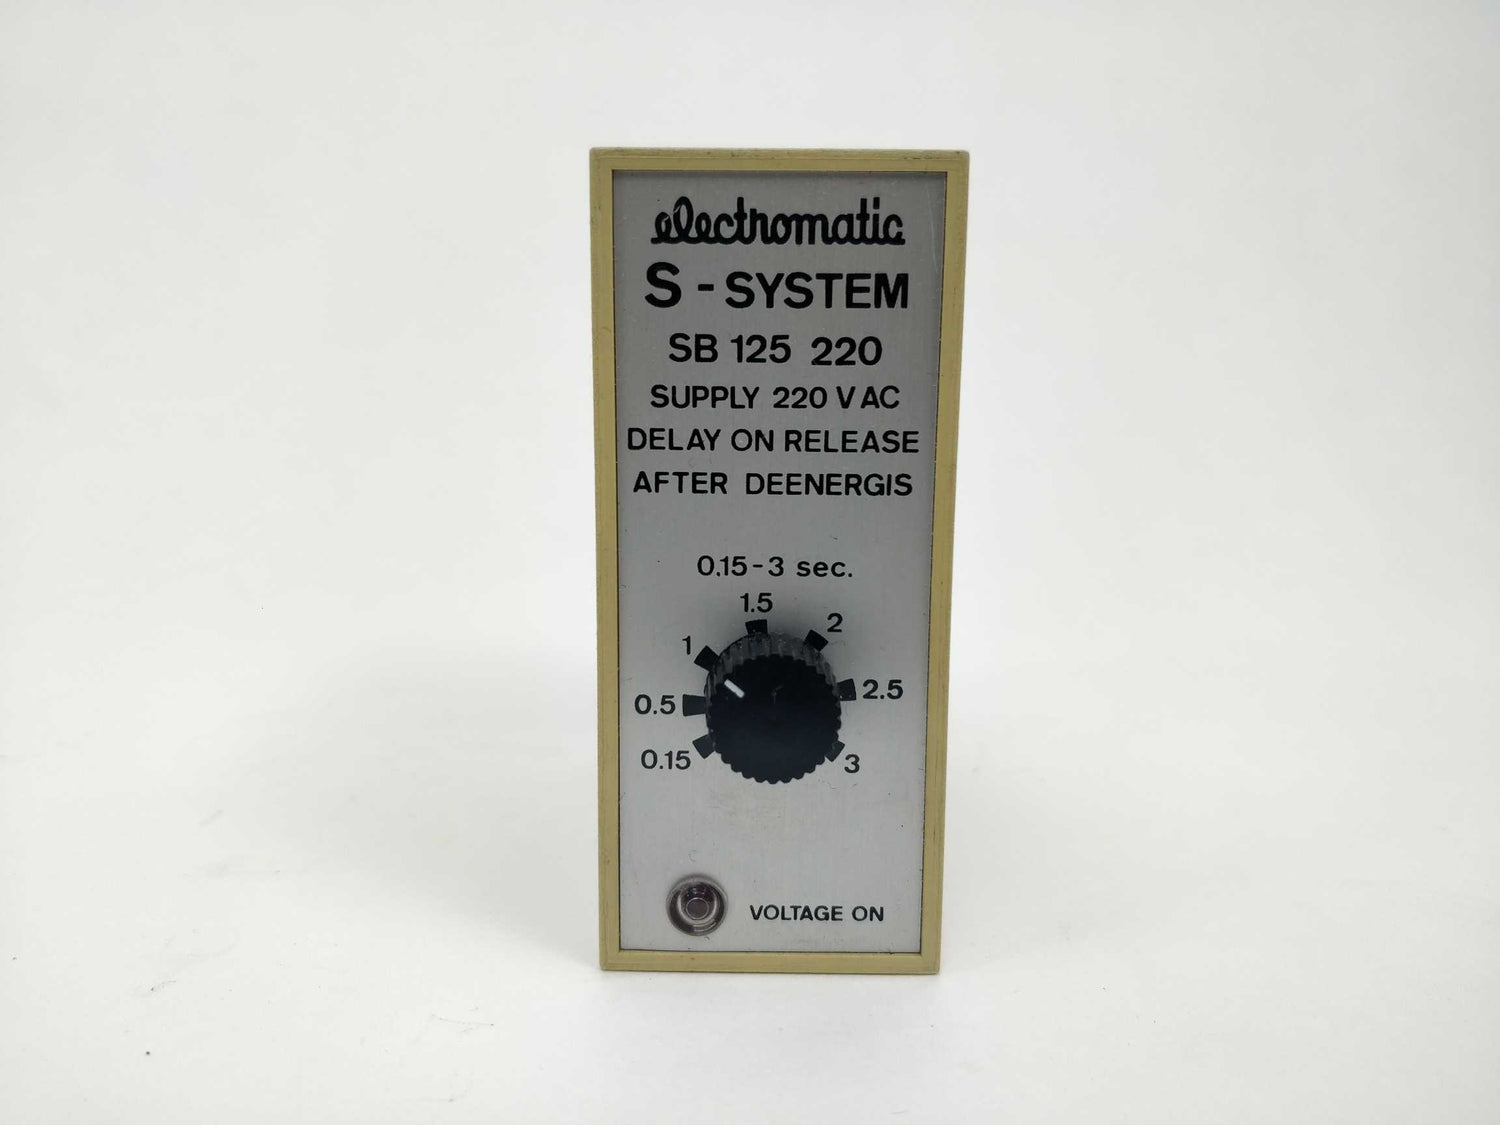 electromatic
S - SYSTEM
SB 125 220
SUPPLY 220 V AC
DELAY ON RELEASE
AFTER DEENERGIS
0.15 - 3 sec.
1.5
1
2
0.5
2.5
0.15
3
VOLTAGE ON